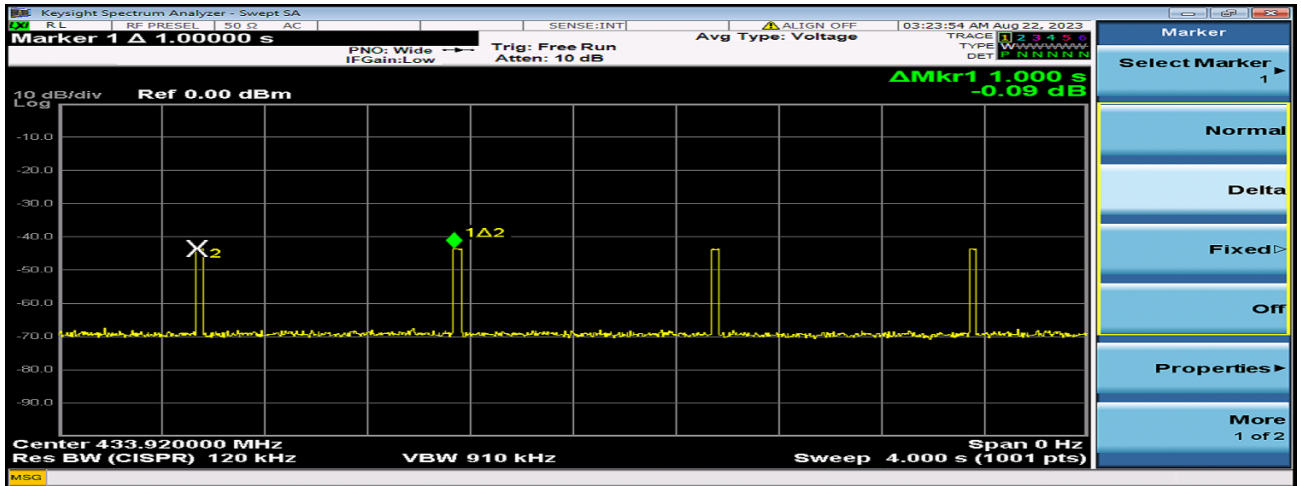 Keysight Spectrum Analyzer - Swept SA
LXI RL RF PRESEL 50 Ω AC SENSE:INT ALIGN OFF 03:23:54 AM Aug 22, 2023
Marker 1 Δ 1.00000 s
PNO: Wide
IFGain:Low
Trig: Free Run
Atten: 10 dB
Avg Type: Voltage
TRACE 1 2 3 4 5 6
TYPE WWWWWW
DET P N N N N N
ΔMkr1 1.000 s
-0.09 dB
10 dB/div Ref 0.00 dBm
Log
-10.0
-20.0
-30.0
-40.0
-50.0
-60.0
-70.0
-80.0
-90.0
X2
1Δ2
Center 433.920000 MHz Span 0 Hz
Res BW (CISPR) 120 kHz VBW 910 kHz Sweep 4.000 s (1001 pts)
MSG
Marker
Select Marker
1
Normal
Delta
Fixed
Off
Properties
More
1 of 2